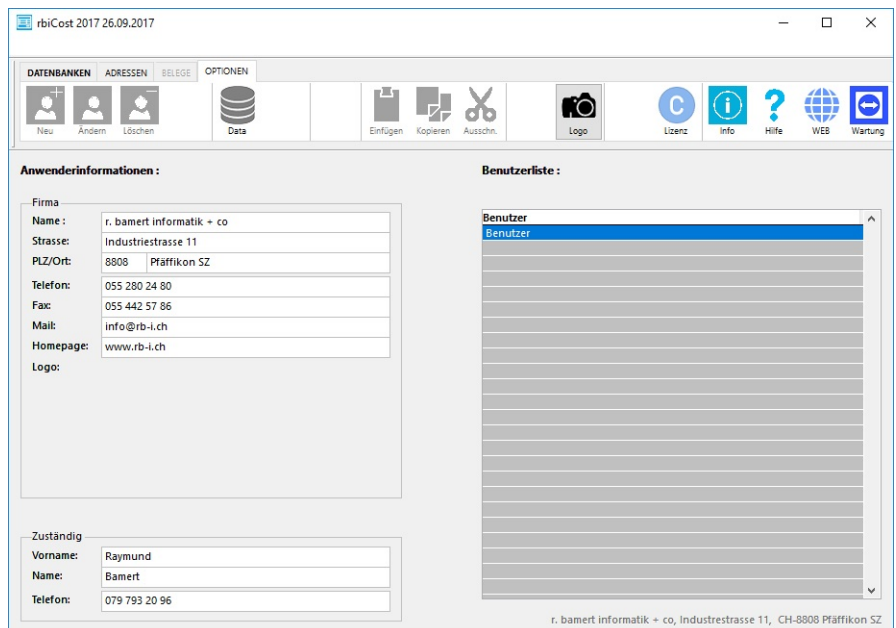 rbiCost 2017 26.09.2017
DATENBANKEN ADRESSEN BELEGE OPTIONEN
Neu Ändern Löschen Data Einfügen Kopieren Ausschn. Logo Lizenz Info Hilfe WEB Wartung
Anwenderinformationen :
Firma
Name : r. bamert informatik + co
Strasse: Industriestrasse 11
PLZ/Ort: 8808 Pfäffikon SZ
Telefon: 055 280 24 80
Fax: 055 442 57 86
Mail: info@rb-i.ch
Homepage: www.rb-i.ch
Logo:
Zuständig
Vorname: Raymund
Name: Bamert
Telefon: 079 793 20 96
Benutzerliste :
Benutzer
Benutzer
r. bamert informatik + co, Industrestrasse 11, CH-8808 Pfäffikon SZ